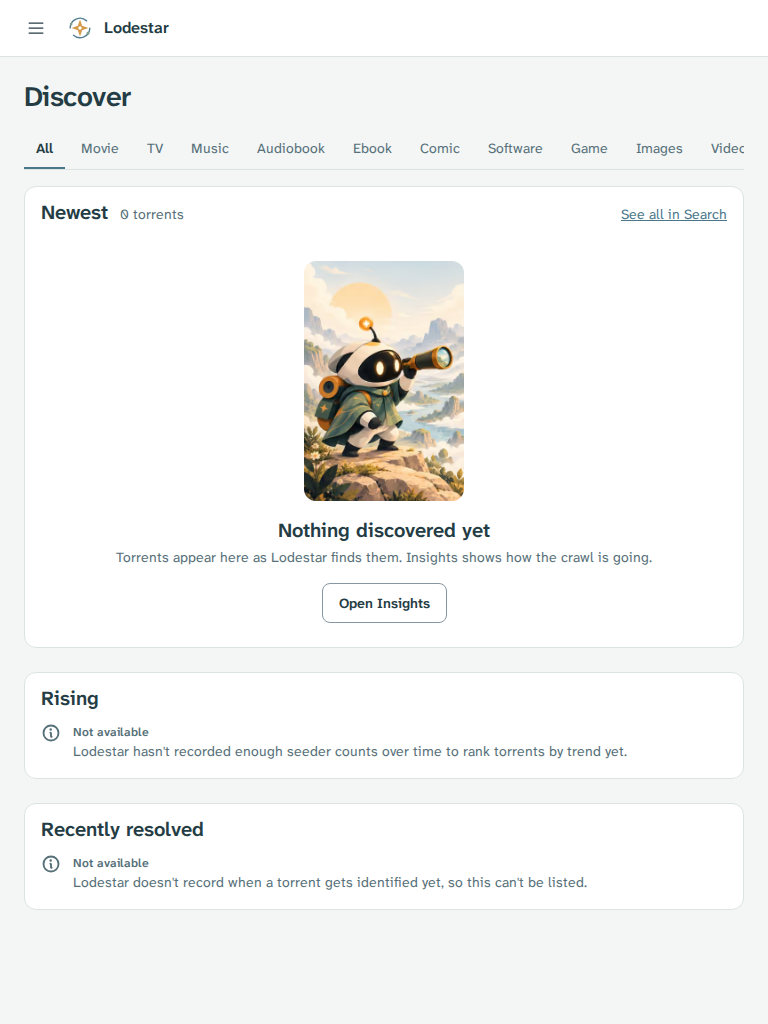 Lodestar
Discover
All Movie TV Music Audiobook Ebook Comic Software Game Images Video
Newest 0 torrents See all in Search
Nothing discovered yet
Torrents appear here as Lodestar finds them. Insights shows how the crawl is going.
Open Insights
Rising
Not available
Lodestar hasn't recorded enough seeder counts over time to rank torrents by trend yet.
Recently resolved
Not available
Lodestar doesn't record when a torrent gets identified yet, so this can't be listed.